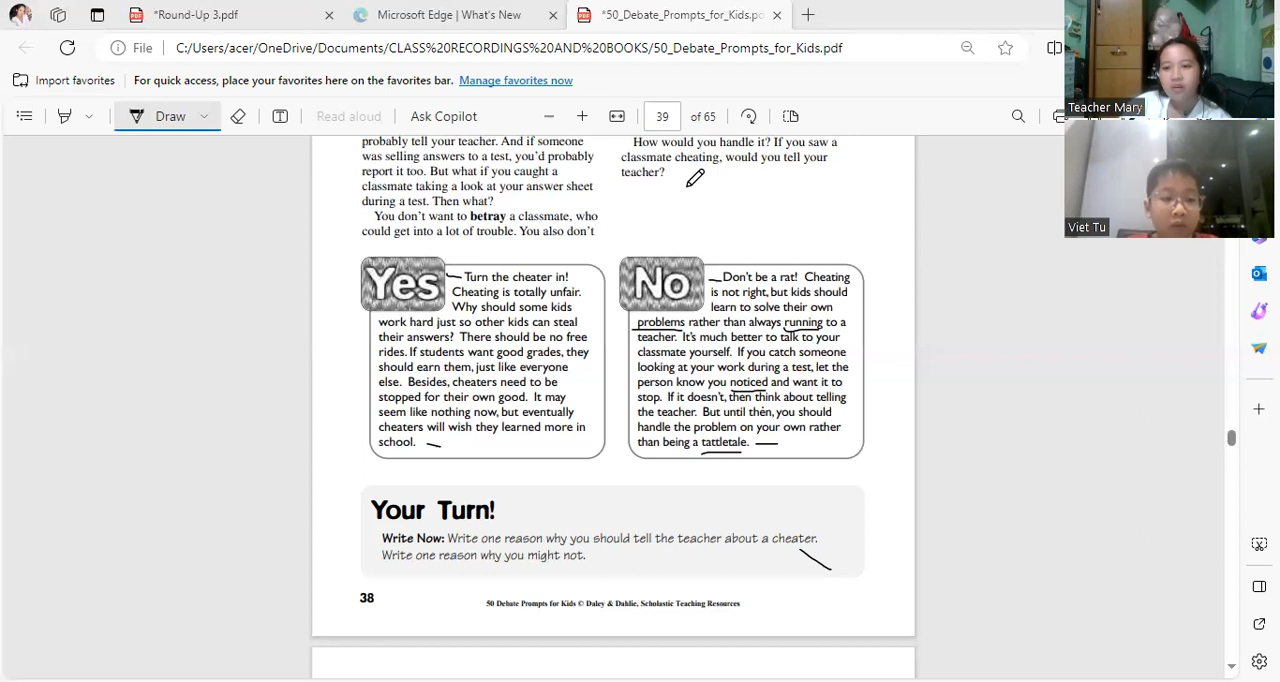 *Round-Up 3.pdf
Microsoft Edge | What's New
*50_Debate_Prompts_for_Kids.pd
File
C:/Users/acer/OneDrive/Documents/CLASS%20RECORDINGS%20AND%20BOOKS/50_Debate_Prompts_for_Kids.pdf
Import favorites
For quick access, place your favorites here on the favorites bar.
Manage favorites now
Draw
Read aloud
Ask Copilot
39
of 65
Teacher Mary
Viet Tu
probably tell your teacher. And if someone
was selling answers to a test, you'd probably
report it too. But what if you caught a
classmate taking a look at your answer sheet
during a test. Then what?
You don't want to betray a classmate, who
could get into a lot of trouble. You also don't
How would you handle it? If you saw a
classmate cheating, would you tell your
teacher?
Yes
Turn the cheater in!
Cheating is totally unfair.
Why should some kids
work hard just so other kids can steal
their answers? There should be no free
rides. If students want good grades, they
should earn them, just like everyone
else. Besides, cheaters need to be
stopped for their own good. It may
seem like nothing now, but eventually
cheaters will wish they learned more in
school.
No
Don't be a rat! Cheating
is not right, but kids should
learn to solve their own
problems rather than always running to a
teacher. It's much better to talk to your
classmate yourself. If you catch someone
looking at your work during a test, let the
person know you noticed and want it to
stop. If it doesn't, then think about telling
the teacher. But until then, you should
handle the problem on your own rather
than being a tattletale.
Your Turn!
Write Now: Write one reason why you should tell the teacher about a cheater.
Write one reason why you might not.
38
50 Debate Prompts for Kids © Daley & Dahlie, Scholastic Teaching Resources